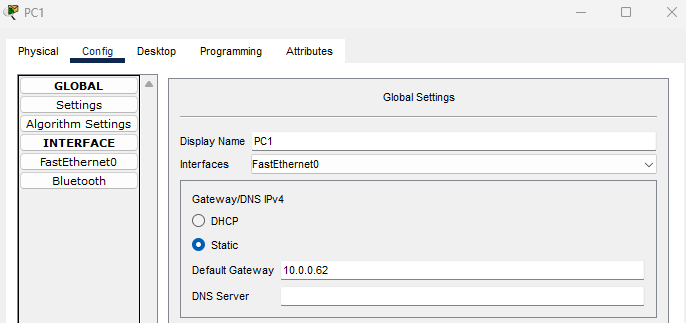 PC1
Physical Config Desktop Programming Attributes
GLOBAL
Settings
Algorithm Settings
INTERFACE
FastEthernet0
Bluetooth
Global Settings
Display Name PC1
Interfaces FastEthernet0
Gateway/DNS IPv4
DHCP
Static
Default Gateway 10.0.0.62
DNS Server